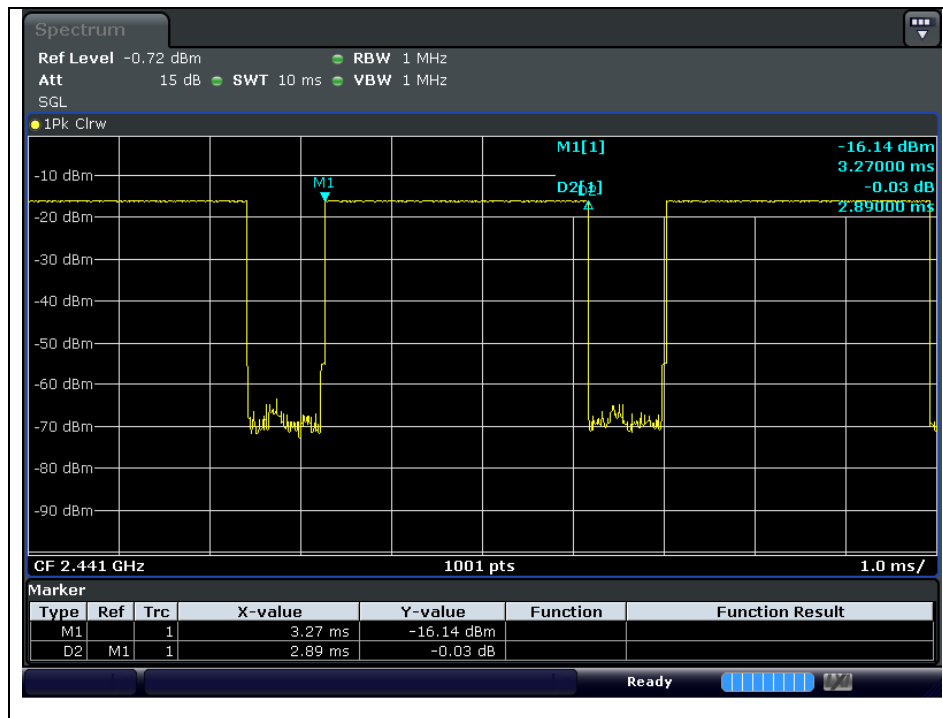 Spectrum
Ref Level -0.72 dBm RBW 1 MHz
Att 15 dB SWT 10 ms VBW 1 MHz
SGL
1Pk Clrw
M1[1] -16.14 dBm
3.27000 ms
-10 dBm
M1
D2[1] -0.03 dB
D2
2.89000 ms
-20 dBm
-30 dBm
-40 dBm
-50 dBm
-60 dBm
-70 dBm
-80 dBm
-90 dBm
CF 2.441 GHz 1001 pts 1.0 ms/
Marker
Type Ref Trc X-value Y-value Function Function Result
M1 1 3.27 ms -16.14 dBm
D2 M1 1 2.89 ms -0.03 dB
Ready